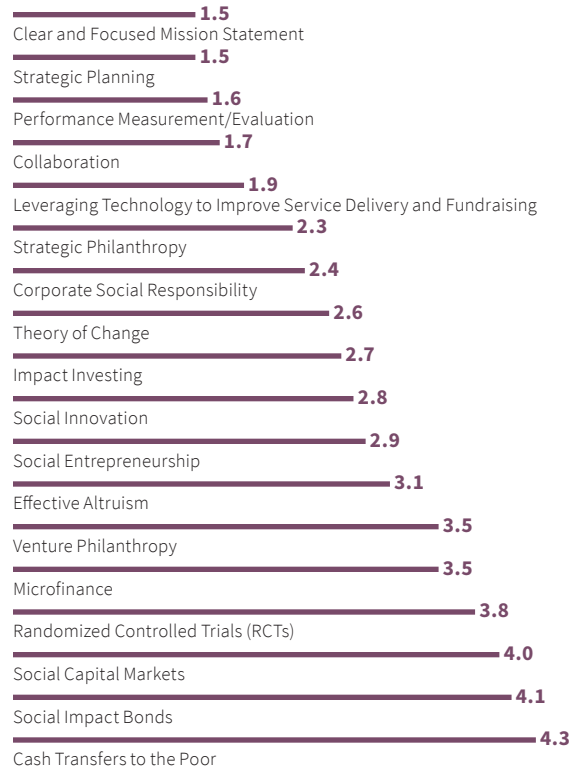 1.5
Clear and Focused Mission Statement
1.5
Strategic Planning
1.6
Performance Measurement/Evaluation
1.7
Collaboration
1.9
Leveraging Technology to Improve Service Delivery and Fundraising
2.3
Strategic Philanthropy
2.4
Corporate Social Responsibility
2.6
Theory of Change
2.7
Impact Investing
2.8
Social Innovation
2.9
Social Entrepreneurship
3.1
Effective Altruism
3.5
Venture Philanthropy
3.5
Microfinance
3.8
Randomized Controlled Trials (RCTs)
4.0
Social Capital Markets
4.1
Social Impact Bonds
4.3
Cash Transfers to the Poor